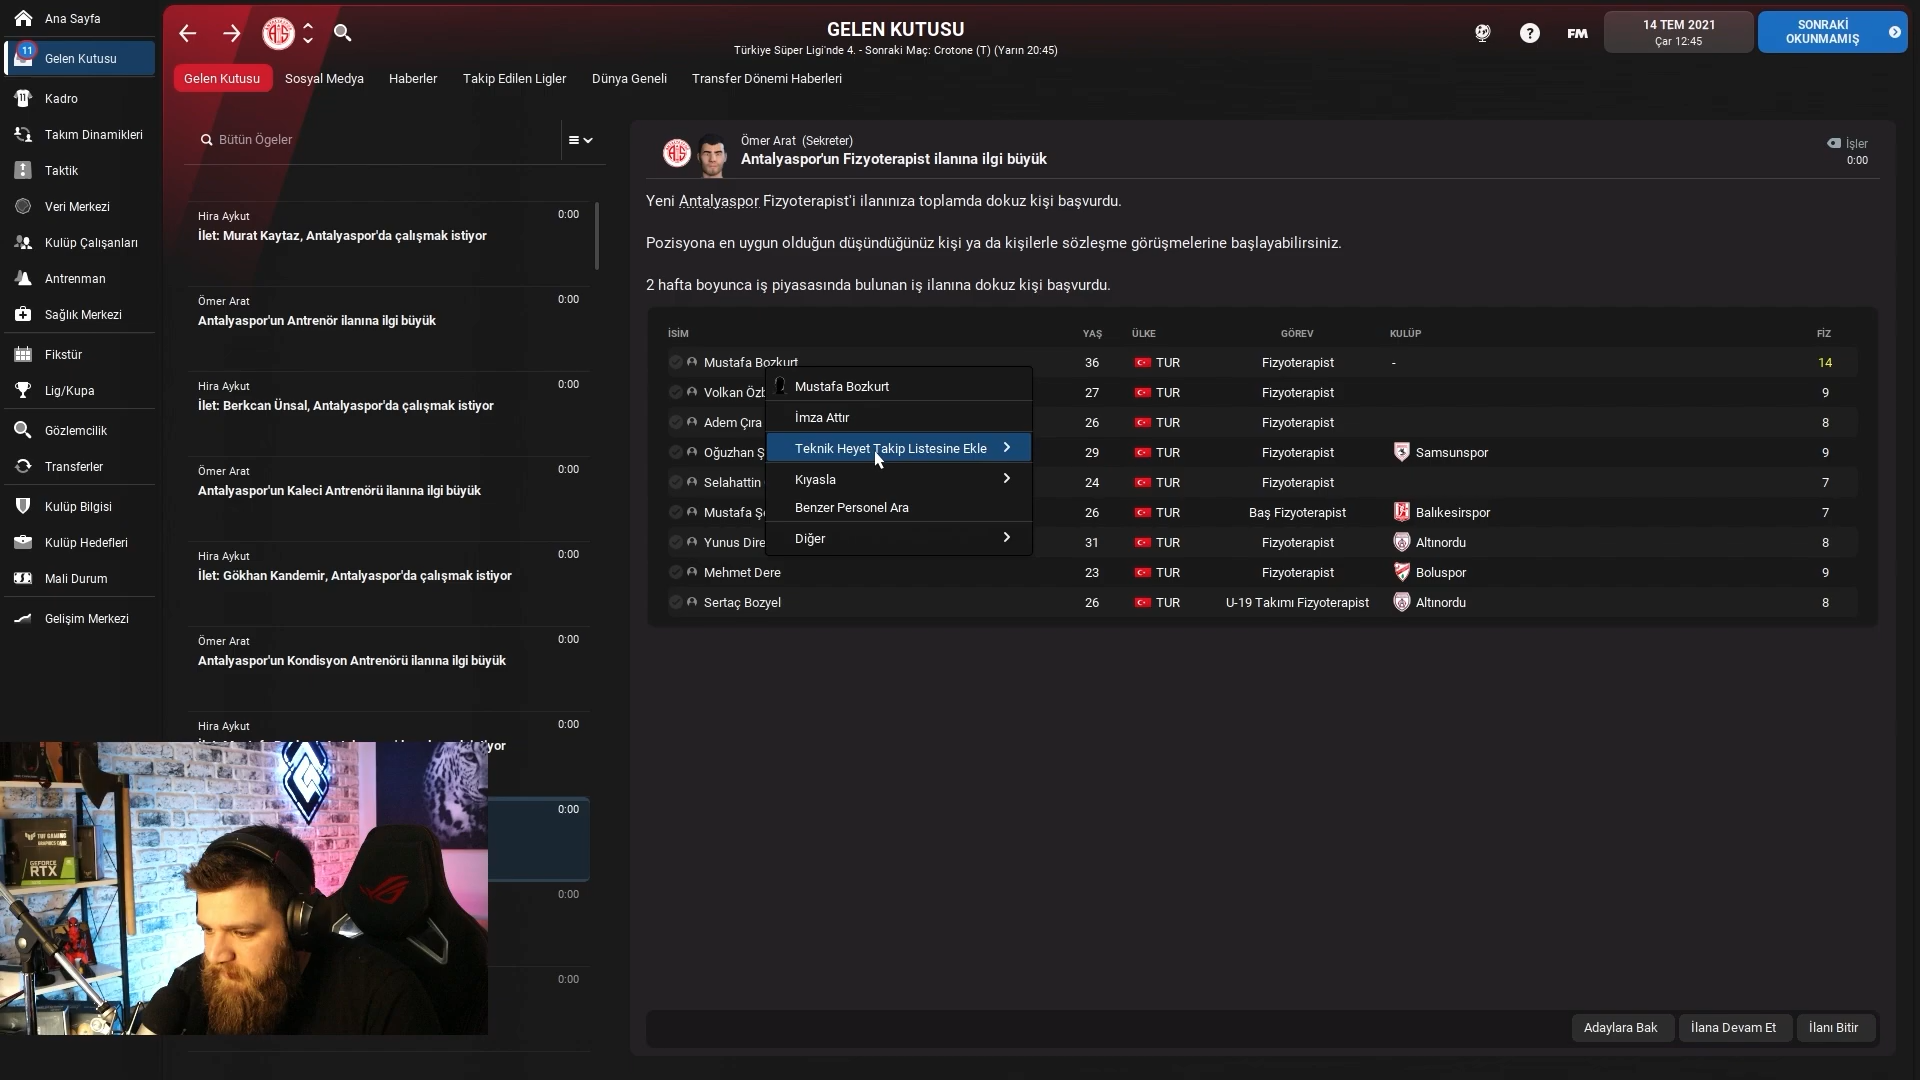 Ana Sayfa
11
Gelen Kutusu
Kadro
Takım Dinamikleri
Taktik
Veri Merkezi
Kulüp Çalışanları
Antrenman
Sağlık Merkezi
Fikstür
Lig/Kupa
Gözlemcilik
Transferler
Kulüp Bilgisi
Kulüp Hedefleri
Mali Durum
Gelişim Merkezi
GELEN KUTUSU
Türkiye Süper Ligi'nde 4. - Sonraki Maç: Crotone (T) (Yarın 20:45)
FM
14 TEM 2021
Çar 12:45
SONRAKİ
OKUNMAMIŞ
Gelen Kutusu Sosyal Medya Haberler Takip Edilen Ligler Dünya Geneli Transfer Dönemi Haberleri
Bütün Ögeler
Hira Aykut 0:00
İlet: Murat Kaytaz, Antalyaspor'da çalışmak istiyor
Ömer Arat 0:00
Antalyaspor'un Antrenör ilanına ilgi büyük
Hira Aykut 0:00
İlet: Berkcan Ünsal, Antalyaspor'da çalışmak istiyor
Ömer Arat 0:00
Antalyaspor'un Kaleci Antrenörü ilanına ilgi büyük
Hira Aykut 0:00
İlet: Gökhan Kandemir, Antalyaspor'da çalışmak istiyor
Ömer Arat 0:00
Antalyaspor'un Kondisyon Antrenörü ilanına ilgi büyük
Hira Aykut 0:00
0:00
0:00
0:00
Ömer Arat (Sekreter)
Antalyaspor'un Fizyoterapist ilanına ilgi büyük
İşler
0:00
Yeni Antalyaspor Fizyoterapist'i ilanınıza toplamda dokuz kişi başvurdu.
Pozisyona en uygun olduğun düşündüğünüz kişi ya da kişilerle sözleşme görüşmelerine başlayabilirsiniz.
2 hafta boyunca iş piyasasında bulunan iş ilanına dokuz kişi başvurdu.
İSİM YAŞ ÜLKE GÖREV KULÜP FİZ
Mustafa Bozkurt 36 TUR Fizyoterapist - 14
Volkan Özb 27 TUR Fizyoterapist 9
Adem Çıra 26 TUR Fizyoterapist 8
Oğuzhan Ş 29 TUR Fizyoterapist Samsunspor 9
Selahattin 24 TUR Fizyoterapist 7
Mustafa Şe 26 TUR Baş Fizyoterapist Balıkesirspor 7
Yunus Dire 31 TUR Fizyoterapist Altınordu 8
Mehmet Dere 23 TUR Fizyoterapist Boluspor 9
Sertaç Bozyel 26 TUR U-19 Takımı Fizyoterapist Altınordu 8
Mustafa Bozkurt
İmza Attır
Teknik Heyet Takip Listesine Ekle
Kıyasla
Benzer Personel Ara
Diğer
Adaylara Bak İlana Devam Et İlanı Bitir
GEFORCE
RTX